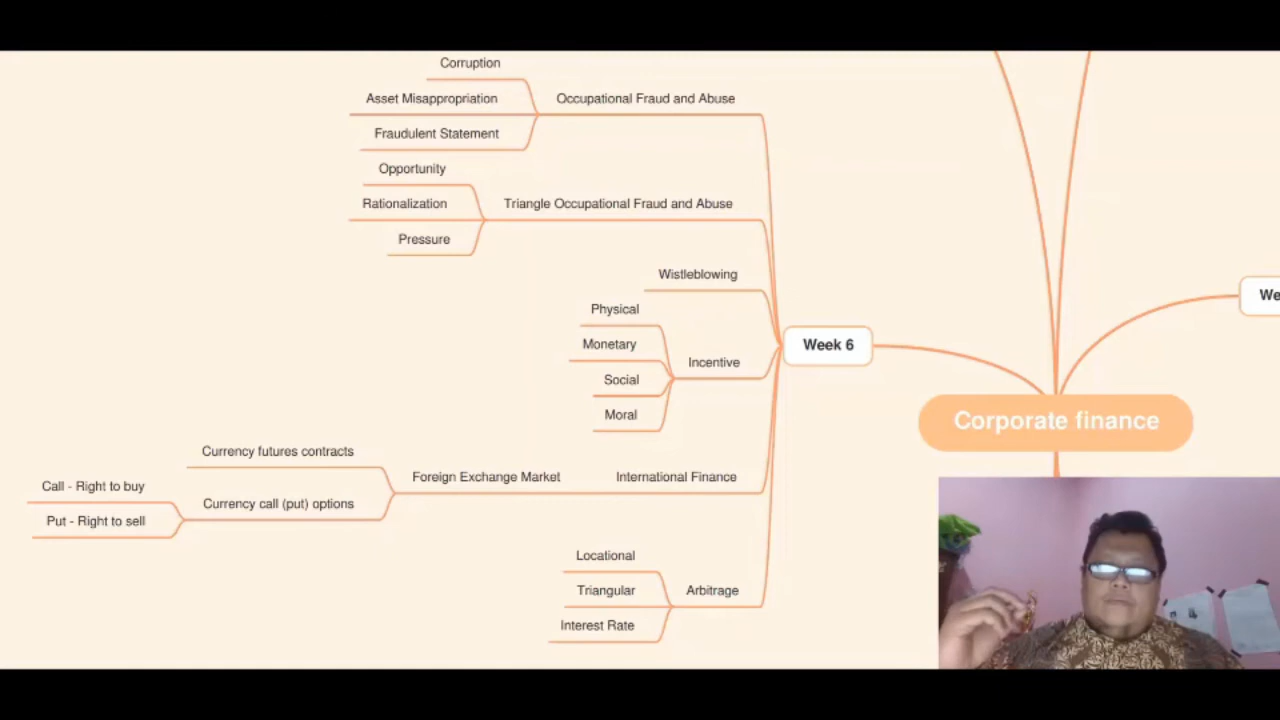 Corruption
Asset Misappropriation
Occupational Fraud and Abuse
Fraudulent Statement
Opportunity
Rationalization
Triangle Occupational Fraud and Abuse
Pressure
Wistleblowing
Physical
Monetary
Incentive
Social
Moral
Week 6
We
Corporate finance
Currency futures contracts
Call - Right to buy
Foreign Exchange Market
International Finance
Currency call (put) options
Put - Right to sell
Locational
Triangular
Arbitrage
Interest Rate